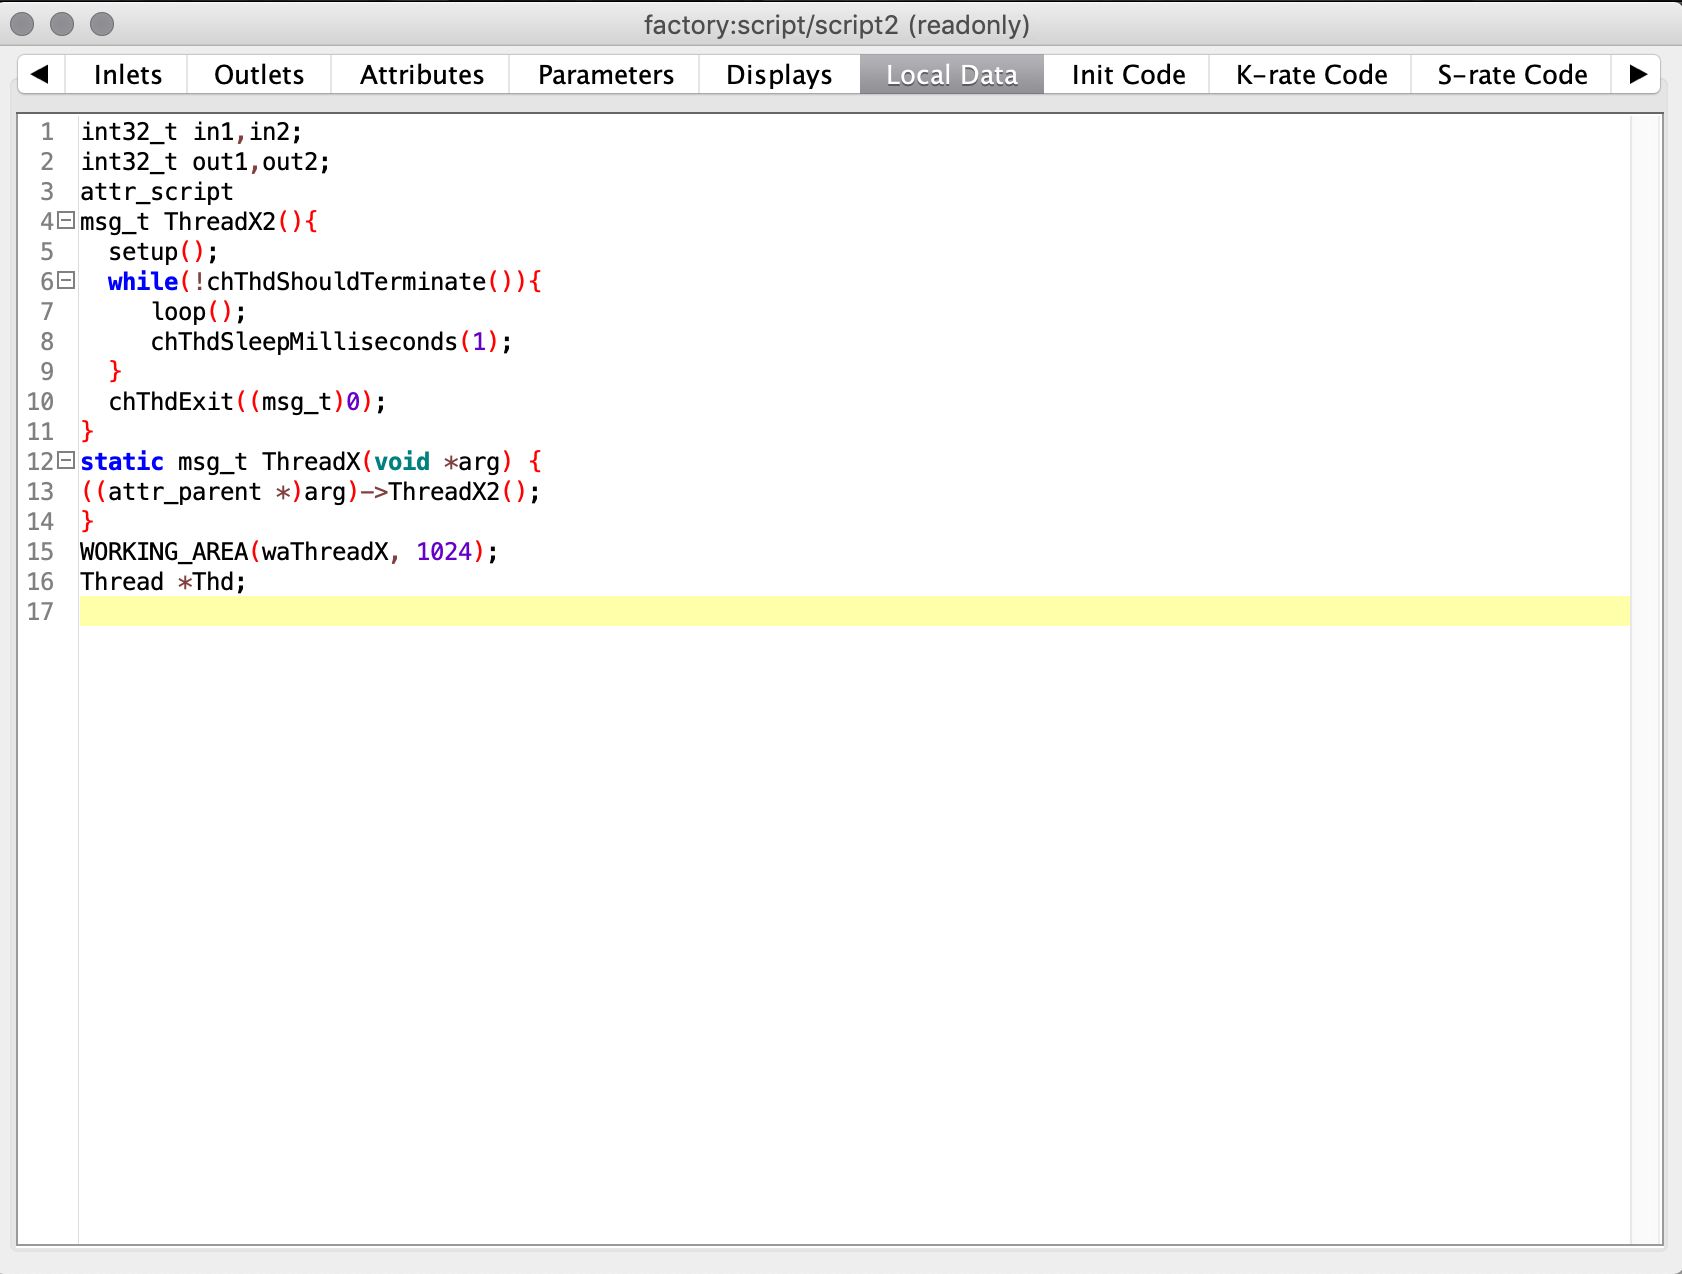 factory:script/script2 (readonly)
Inlets Outlets Attributes Parameters Displays Local Data Init Code K-rate Code S-rate Code
1 int32_t in1,in2;
2 int32_t out1,out2;
3 attr_script
4 msg_t ThreadX2(){
5   setup();
6   while(!chThdShouldTerminate()){
7      loop();
8      chThdSleepMilliseconds(1);
9   }
10   chThdExit((msg_t)0);
11 }
12 static msg_t ThreadX(void *arg) {
13 ((attr_parent *)arg)->ThreadX2();
14 }
15 WORKING_AREA(waThreadX, 1024);
16 Thread *Thd;
17